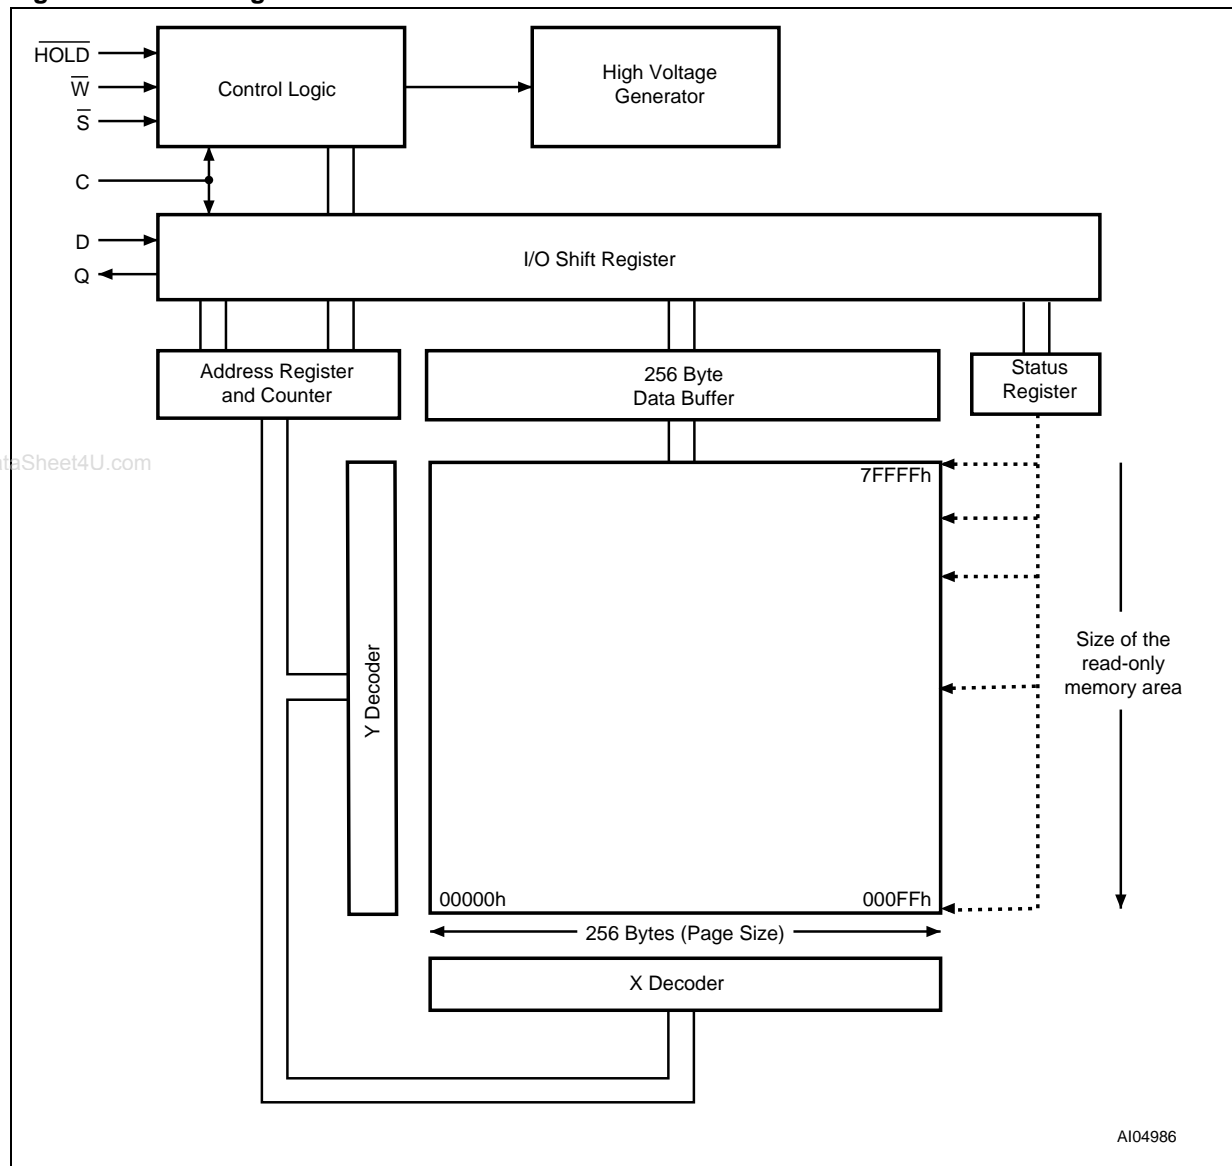 H̅O̅L̅D̅
W̅
S̅
Control Logic
High Voltage
Generator
C
D
Q
I/O Shift Register
Address Register
and Counter
256 Byte
Data Buffer
Status
Register
taSheet4U.com
7FFFFh
Y Decoder
Size of the
read-only
memory area
00000h
000FFh
256 Bytes (Page Size)
X Decoder
AI04986